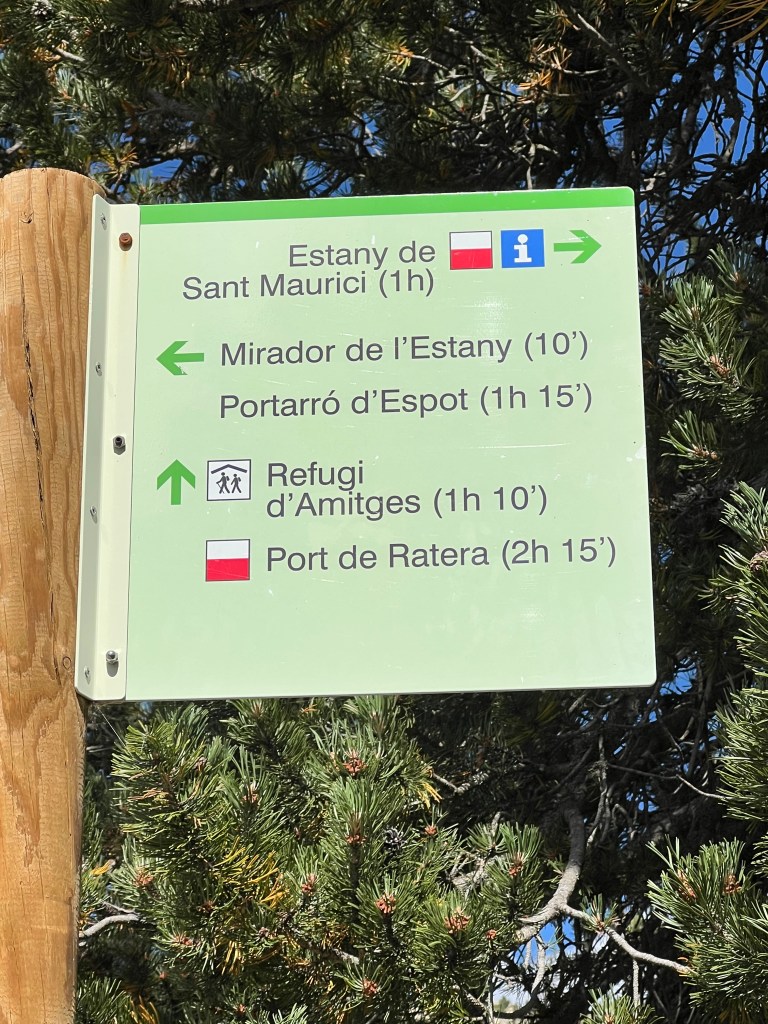 Estany de
Sant Maurici (1h)
Mirador de l’Estany (10’)
Portarró d’Espot (1h 15’)
Refugi
d’Amitges (1h 10’)
Port de Ratera (2h 15’)